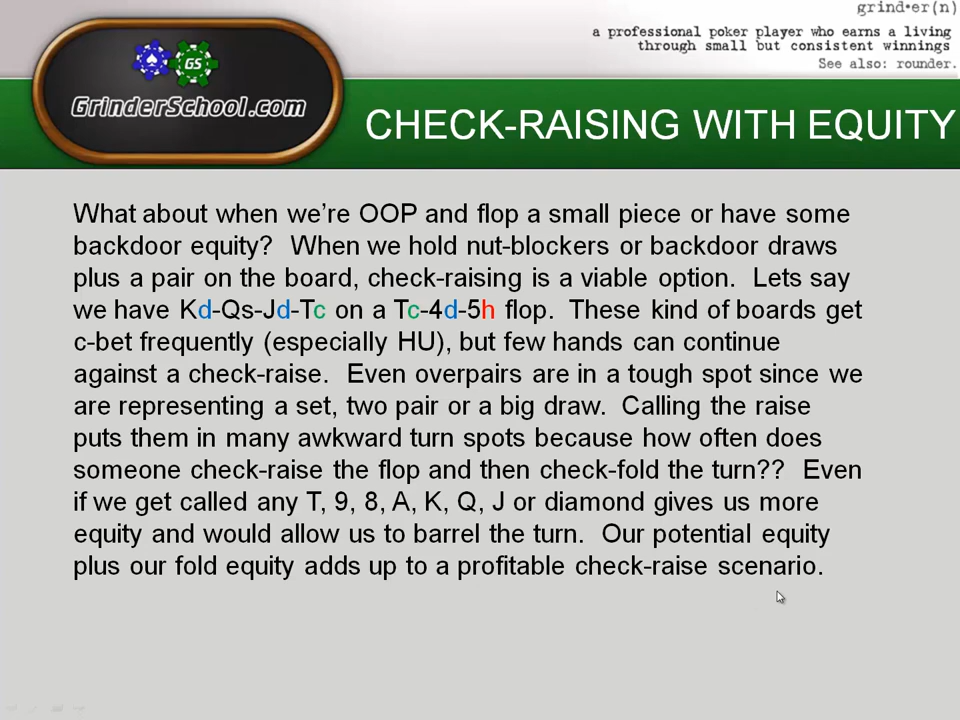 grind•er(n)
a professional poker player who earns a living
through small but consistent winnings
See also: rounder.
GS
GrinderSchool.com
CHECK-RAISING WITH EQUITY
What about when we’re OOP and flop a small piece or have some
backdoor equity?  When we hold nut-blockers or backdoor draws
plus a pair on the board, check-raising is a viable option.  Lets say
we have Kd-Qs-Jd-Tc on a Tc-4d-5h flop.  These kind of boards get
c-bet frequently (especially HU), but few hands can continue
against a check-raise.  Even overpairs are in a tough spot since we
are representing a set, two pair or a big draw.  Calling the raise
puts them in many awkward turn spots because how often does
someone check-raise the flop and then check-fold the turn??  Even
if we get called any T, 9, 8, A, K, Q, J or diamond gives us more
equity and would allow us to barrel the turn.  Our potential equity
plus our fold equity adds up to a profitable check-raise scenario.